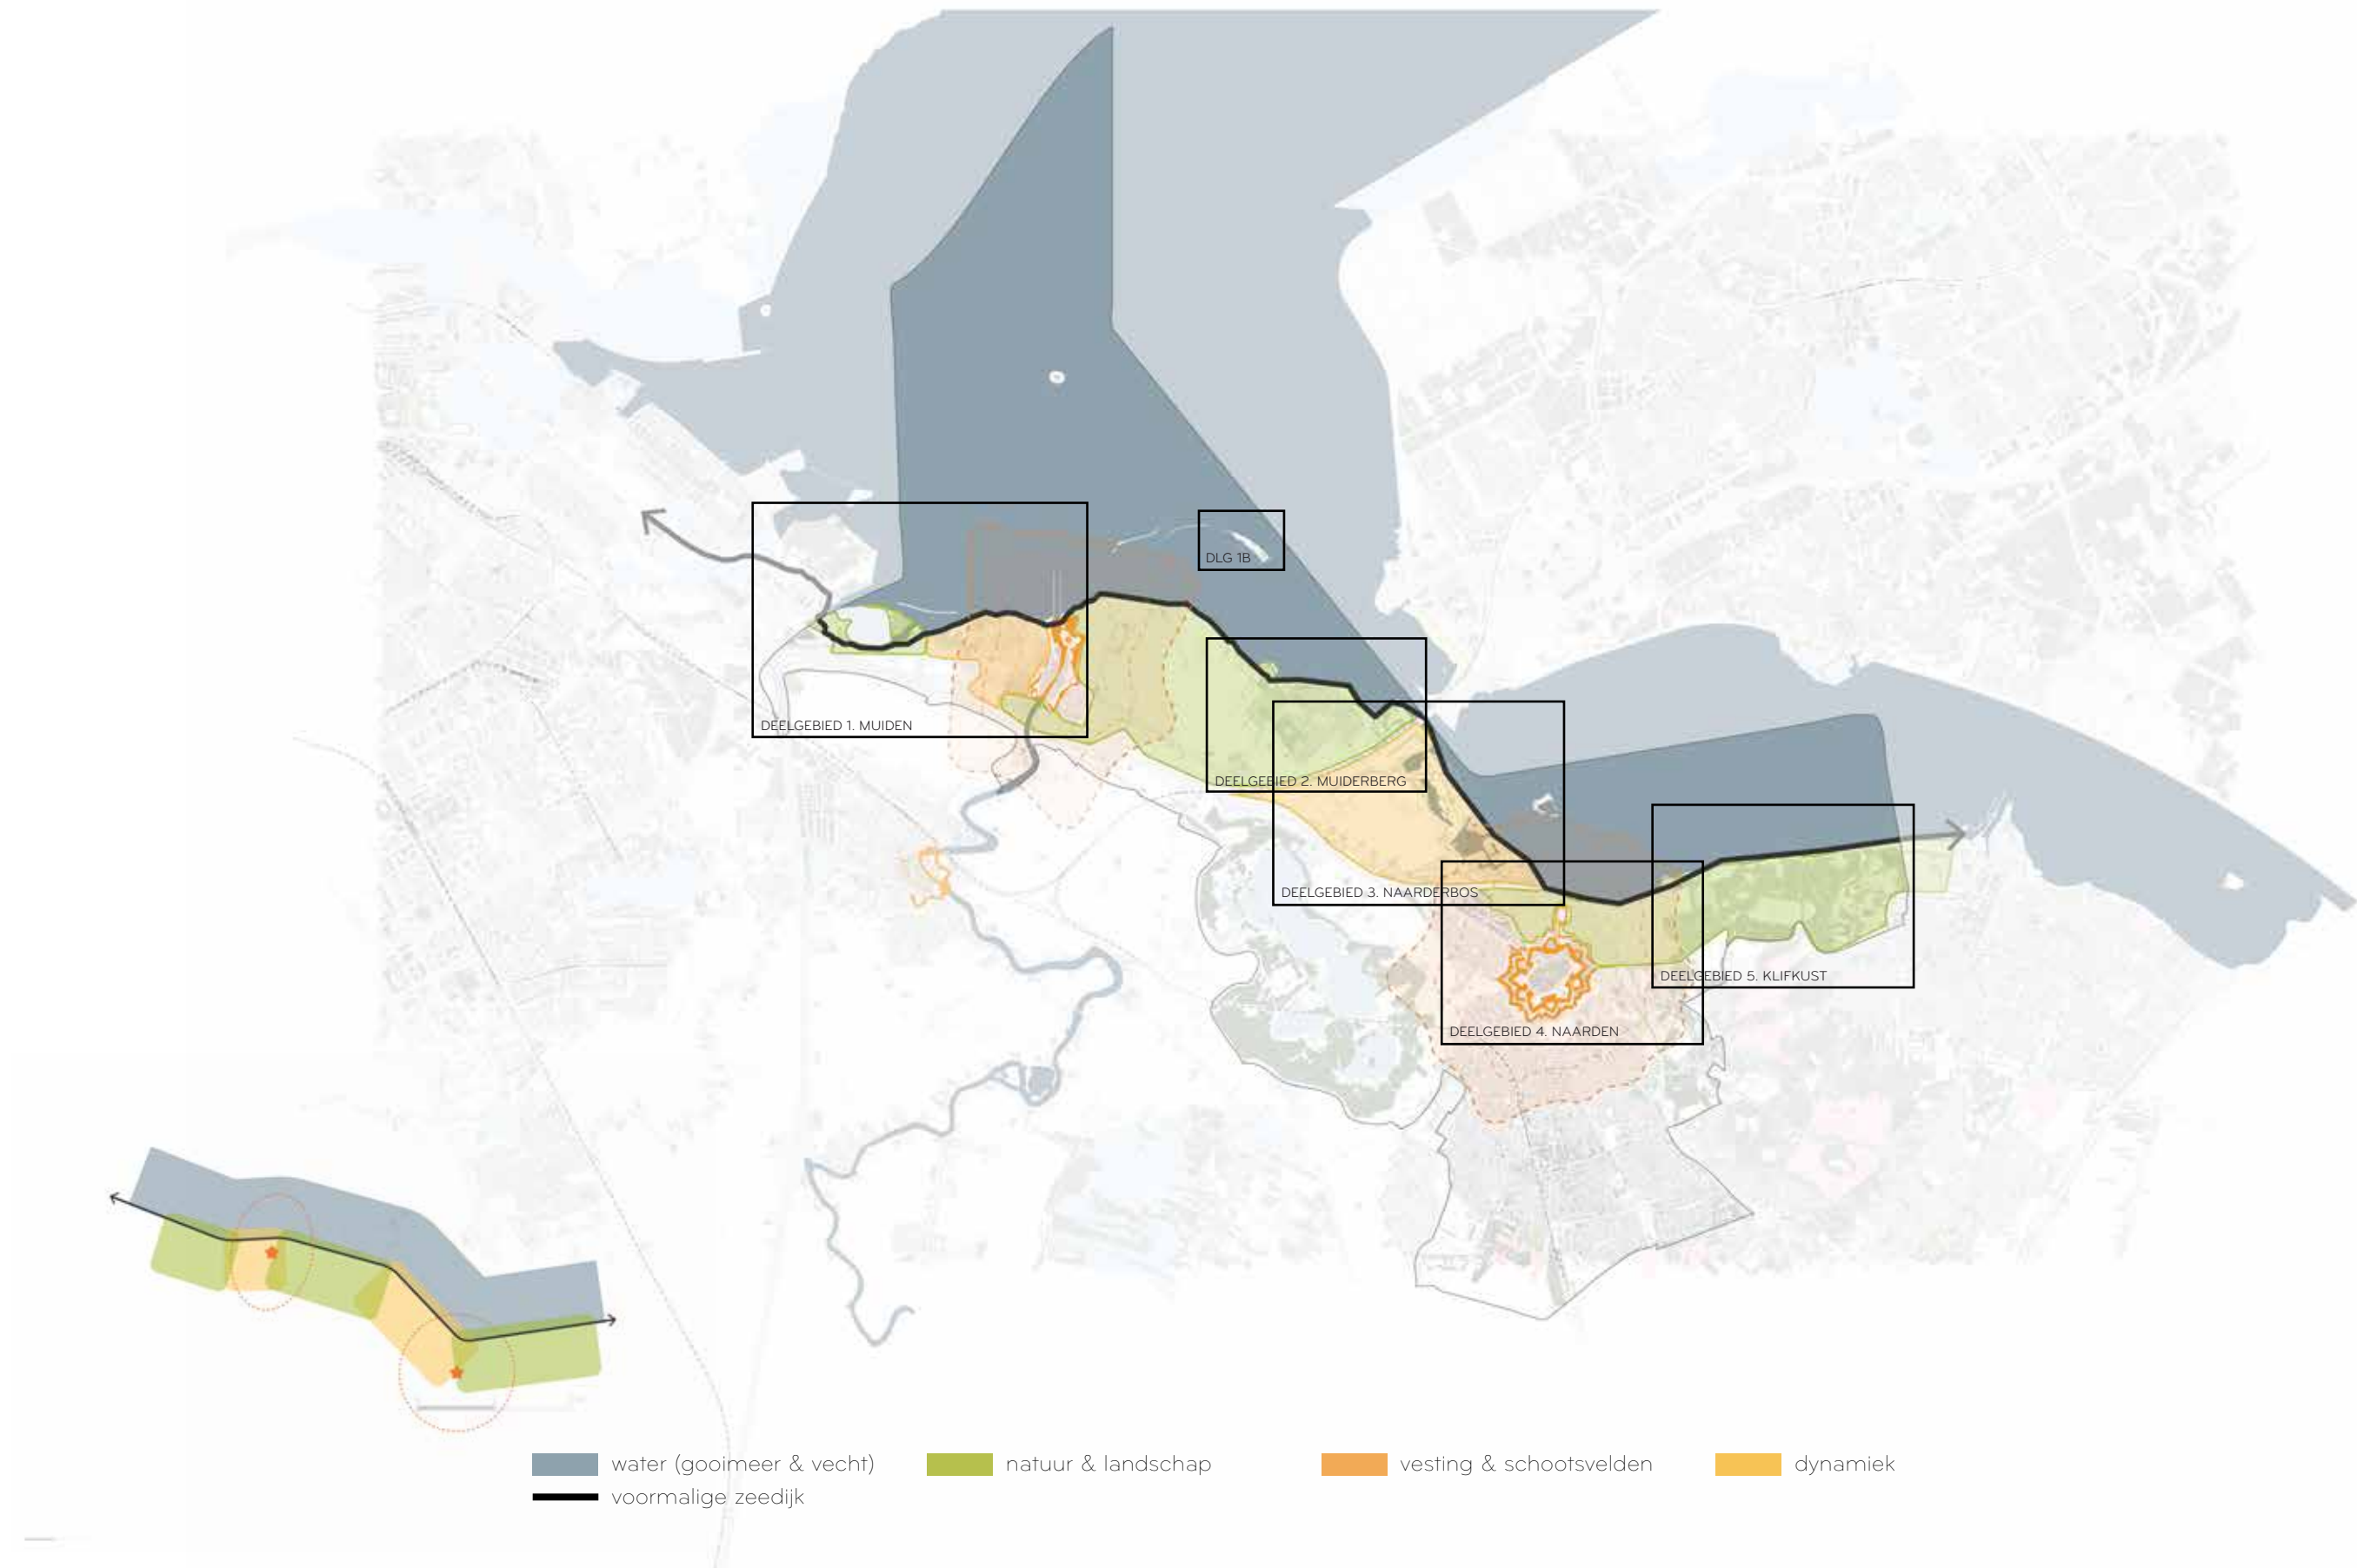 DLG 1B
DEELGEBIED 1. MUIDEN
DEELGEBIED 2. MUIDERBERG
DEELGEBIED 3. NAARDERBOS
DEELGEBIED 5. KLIFKUST
DEELGEBIED 4. NAARDEN
water (gooimeer & vecht)
natuur & landschap
vesting & schootsvelden
dynamiek
voormalige zeedijk